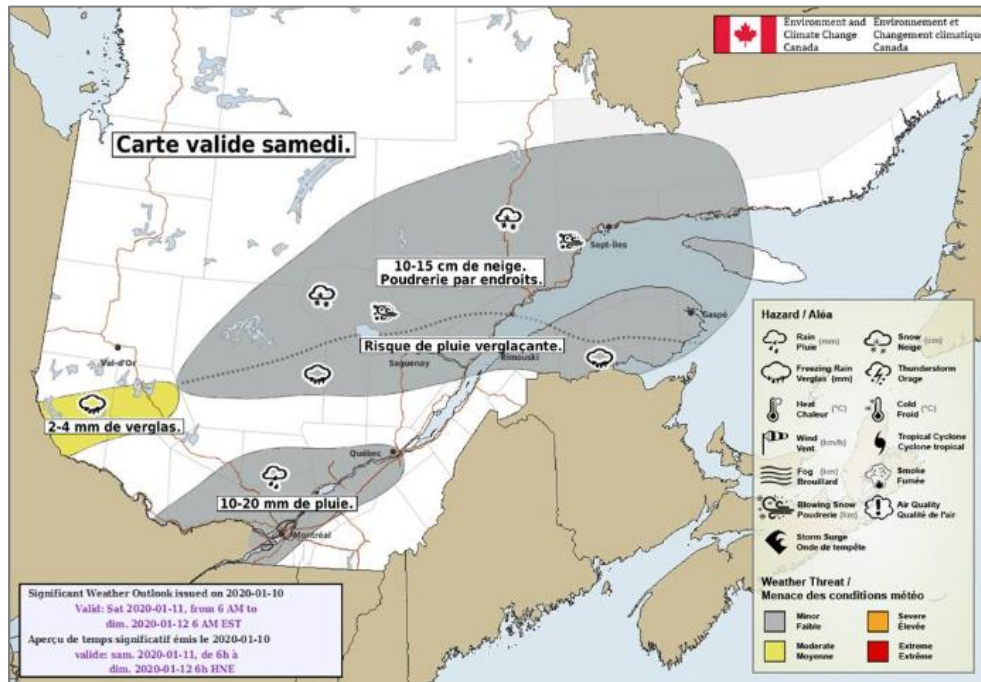 Environment and
Climate Change
Canada
Environnement et
Changement climatique
Canada
Carte valide samedi.
Sept-Îles
10-15 cm de neige.
Poudrerie par endroits.
Gaspé
Risque de pluie verglaçante.
Val-d'Or
Saguenay
Rimouski
2-4 mm de verglas.
Québec
10-20 mm de pluie.
Montréal
Hazard / Aléa
Rain (mm)
Pluie
Snow (cm)
Neige
Freezing Rain
Verglas (mm)
Thunderstorm
Orage
Heat (°C)
Chaleur
Cold (°C)
Froid
Wind (km/h)
Vent
Tropical Cyclone
Cyclone tropical
Fog (km)
Brouillard
Smoke
Fumée
Blowing Snow
Poudrerie (km)
Air Quality
Qualité de l'air
Storm Surge
Onde de tempête
Weather Threat /
Menace des conditions météo
Minor
Faible
Severe
Élevée
Moderate
Moyenne
Extreme
Extrême
Significant Weather Outlook issued on 2020-01-10
Valid: Sat 2020-01-11, from 6 AM to
dim. 2020-01-12 6 AM EST
Aperçu de temps significatif émis le 2020-01-10
valide: sam. 2020-01-11, de 6h à
dim. 2020-01-12 6h HNE